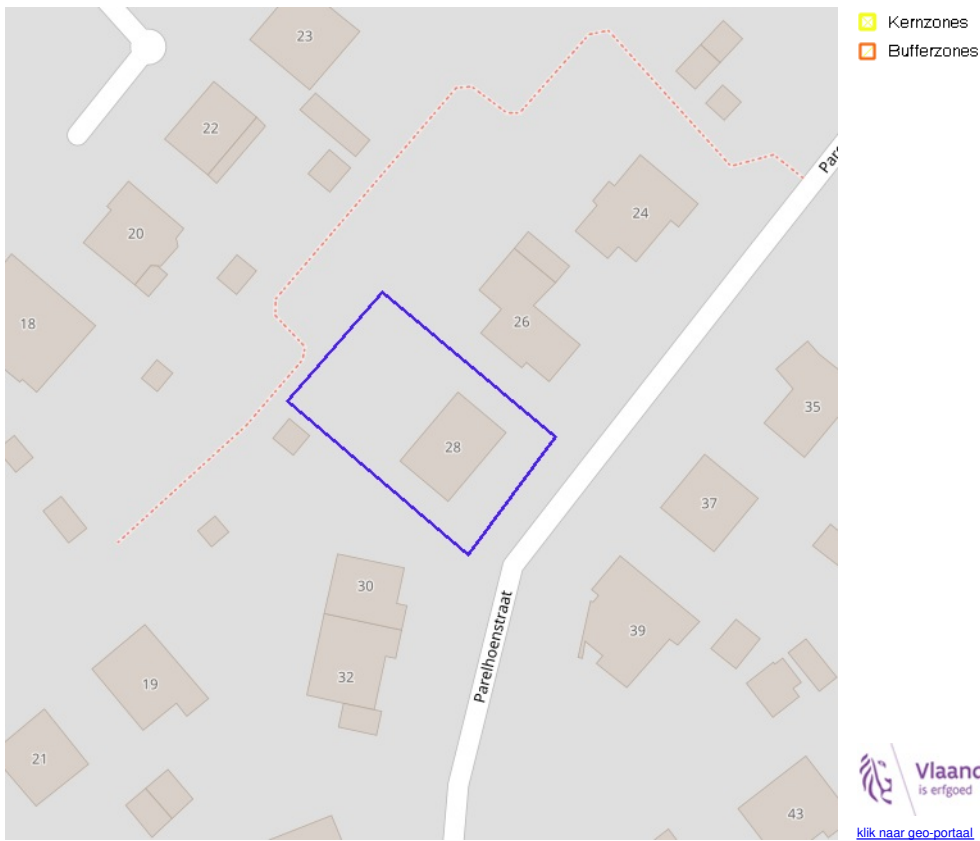 Kernzones
Bufferzones
23
22
Par
20
24
18
26
35
28
37
30
39
Parelhoenstraat
32
19
21
43
Vlaand
is erfgoed
klik naar geo-portaal